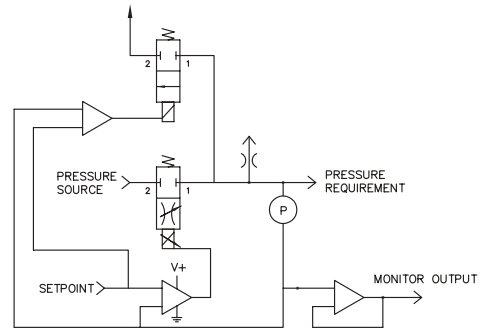 2 1
PRESSURE
SOURCE
2 1
PRESSURE
REQUIREMENT
P
V+
SETPOINT
MONITOR OUTPUT